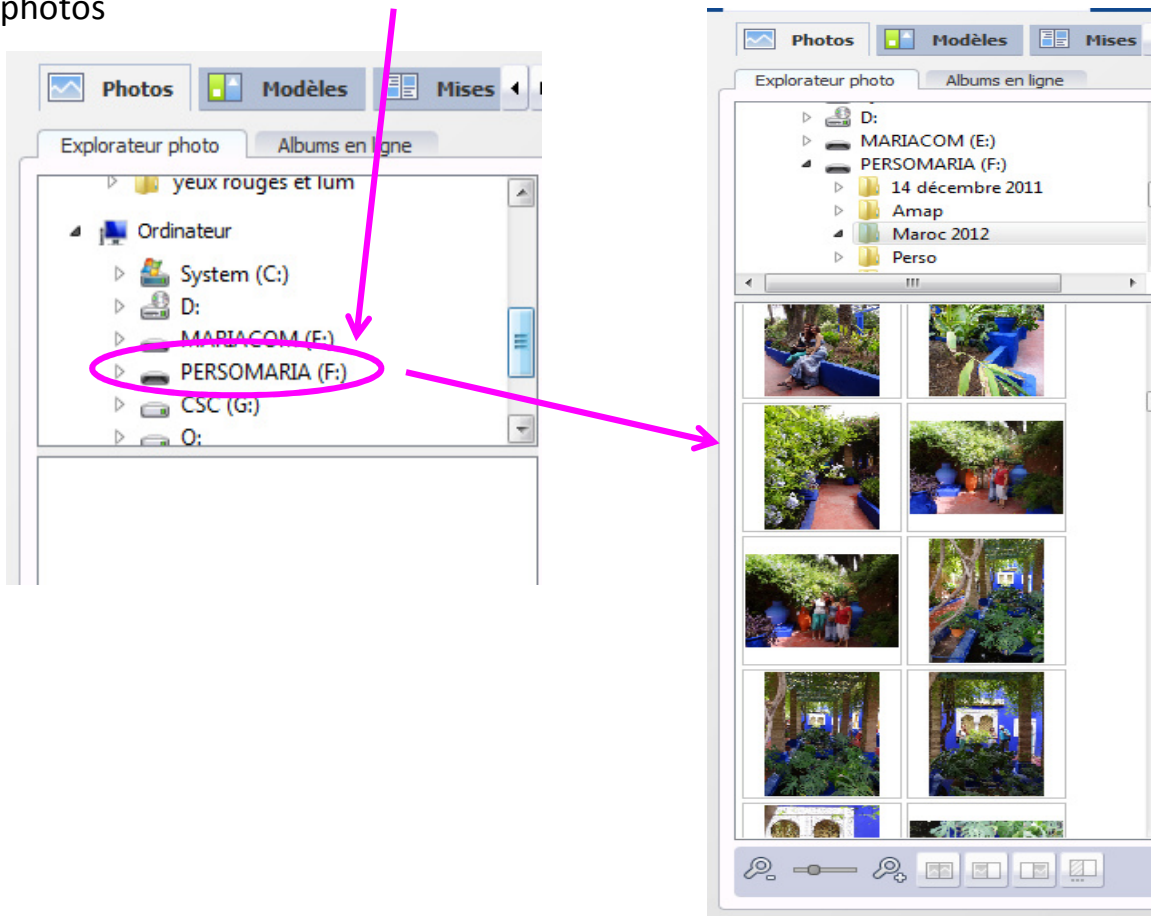 photos
Photos Modèles Mises
Explorateur photo Albums en ligne
yeux rouges et lum
Ordinateur
System (C:)
D:
MARIACOM (E:)
PERSOMARIA (F:)
CSC (G:)
O:
Photos Modèles Mises
Explorateur photo Albums en ligne
D:
MARIACOM (E:)
PERSOMARIA (F:)
14 décembre 2011
Amap
Maroc 2012
Perso